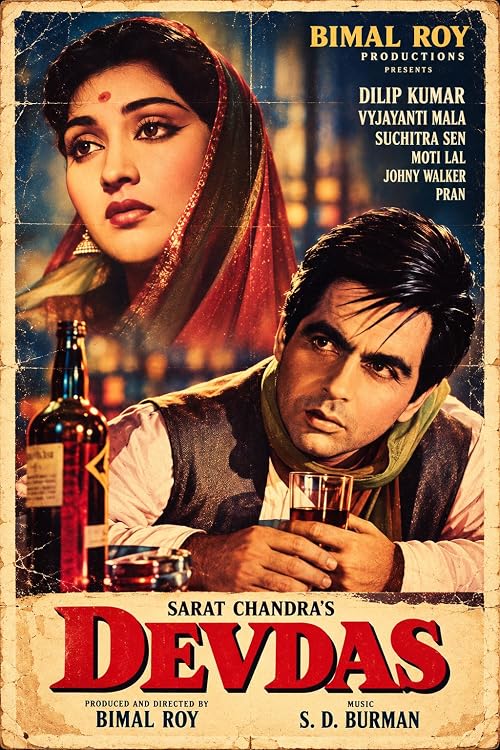 BIMAL ROY
PRODUCTIONS
PRESENTS
DILIP KUMAR
VYJAYANTI MALA
SUCHITRA SEN
MOTI LAL
JOHNY WALKER
PRAN
SARAT CHANDRA'S
DEVDAS
PRODUCED AND DIRECTED BY
BIMAL ROY
MUSIC
S. D. BURMAN